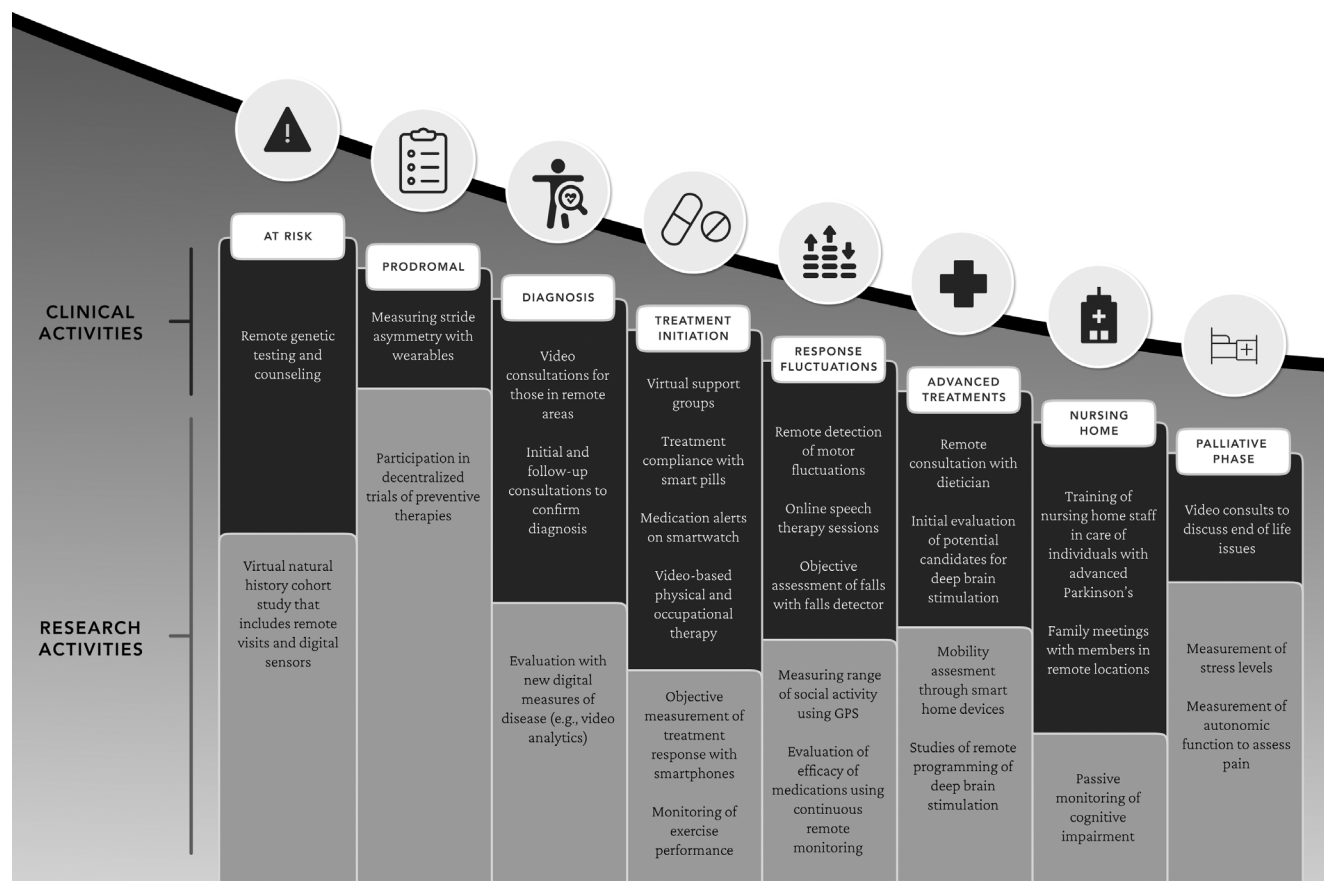 CLINICAL
ACTIVITIES
RESEARCH
ACTIVITIES
AT RISK
Remote genetic
testing and
counseling
Virtual natural
history cohort
study that
includes remote
visits and digital
sensors
PRODROMAL
Measuring stride
asymmetry with
wearables
Participation in
decentralized
trials of preventive
therapies
DIAGNOSIS
Video
consultations for
those in remote
areas
Initial and
follow-up
consultations to
confirm
diagnosis
Evaluation with
new digital
measures of
disease (e.g., video
analytics)
TREATMENT
INITIATION
Virtual support
groups
Treatment
compliance with
smart pills
Medication alerts
on smartwatch
Video-based
physical and
occupational
therapy
Objective
measurement of
treatment
response with
smartphones
Monitoring of
exercise
performance
RESPONSE
FLUCTUATIONS
Remote detection
of motor
fluctuations
Online speech
therapy sessions
Objective
assessment of falls
with falls detector
Measuring range
of social activity
using GPS
Evaluation of
efficacy of
medications using
continuous
remote
monitoring
ADVANCED
TREATMENTS
Remote
consultation with
dietician
Initial evaluation
of potential
candidates for
deep brain
stimulation
Mobility
assesment
through smart
home devices
Studies of remote
programming of
deep brain
stimulation
NURSING
HOME
Training of
nursing home staff
in care of
individuals with
advanced
Parkinson's
Family meetings
with members in
remote locations
Passive
monitoring of
cognitive
impairment
PALLIATIVE
PHASE
Video consults to
discuss end of life
issues
Measurement of
stress levels
Measurement of
autonomic
function to assess
pain